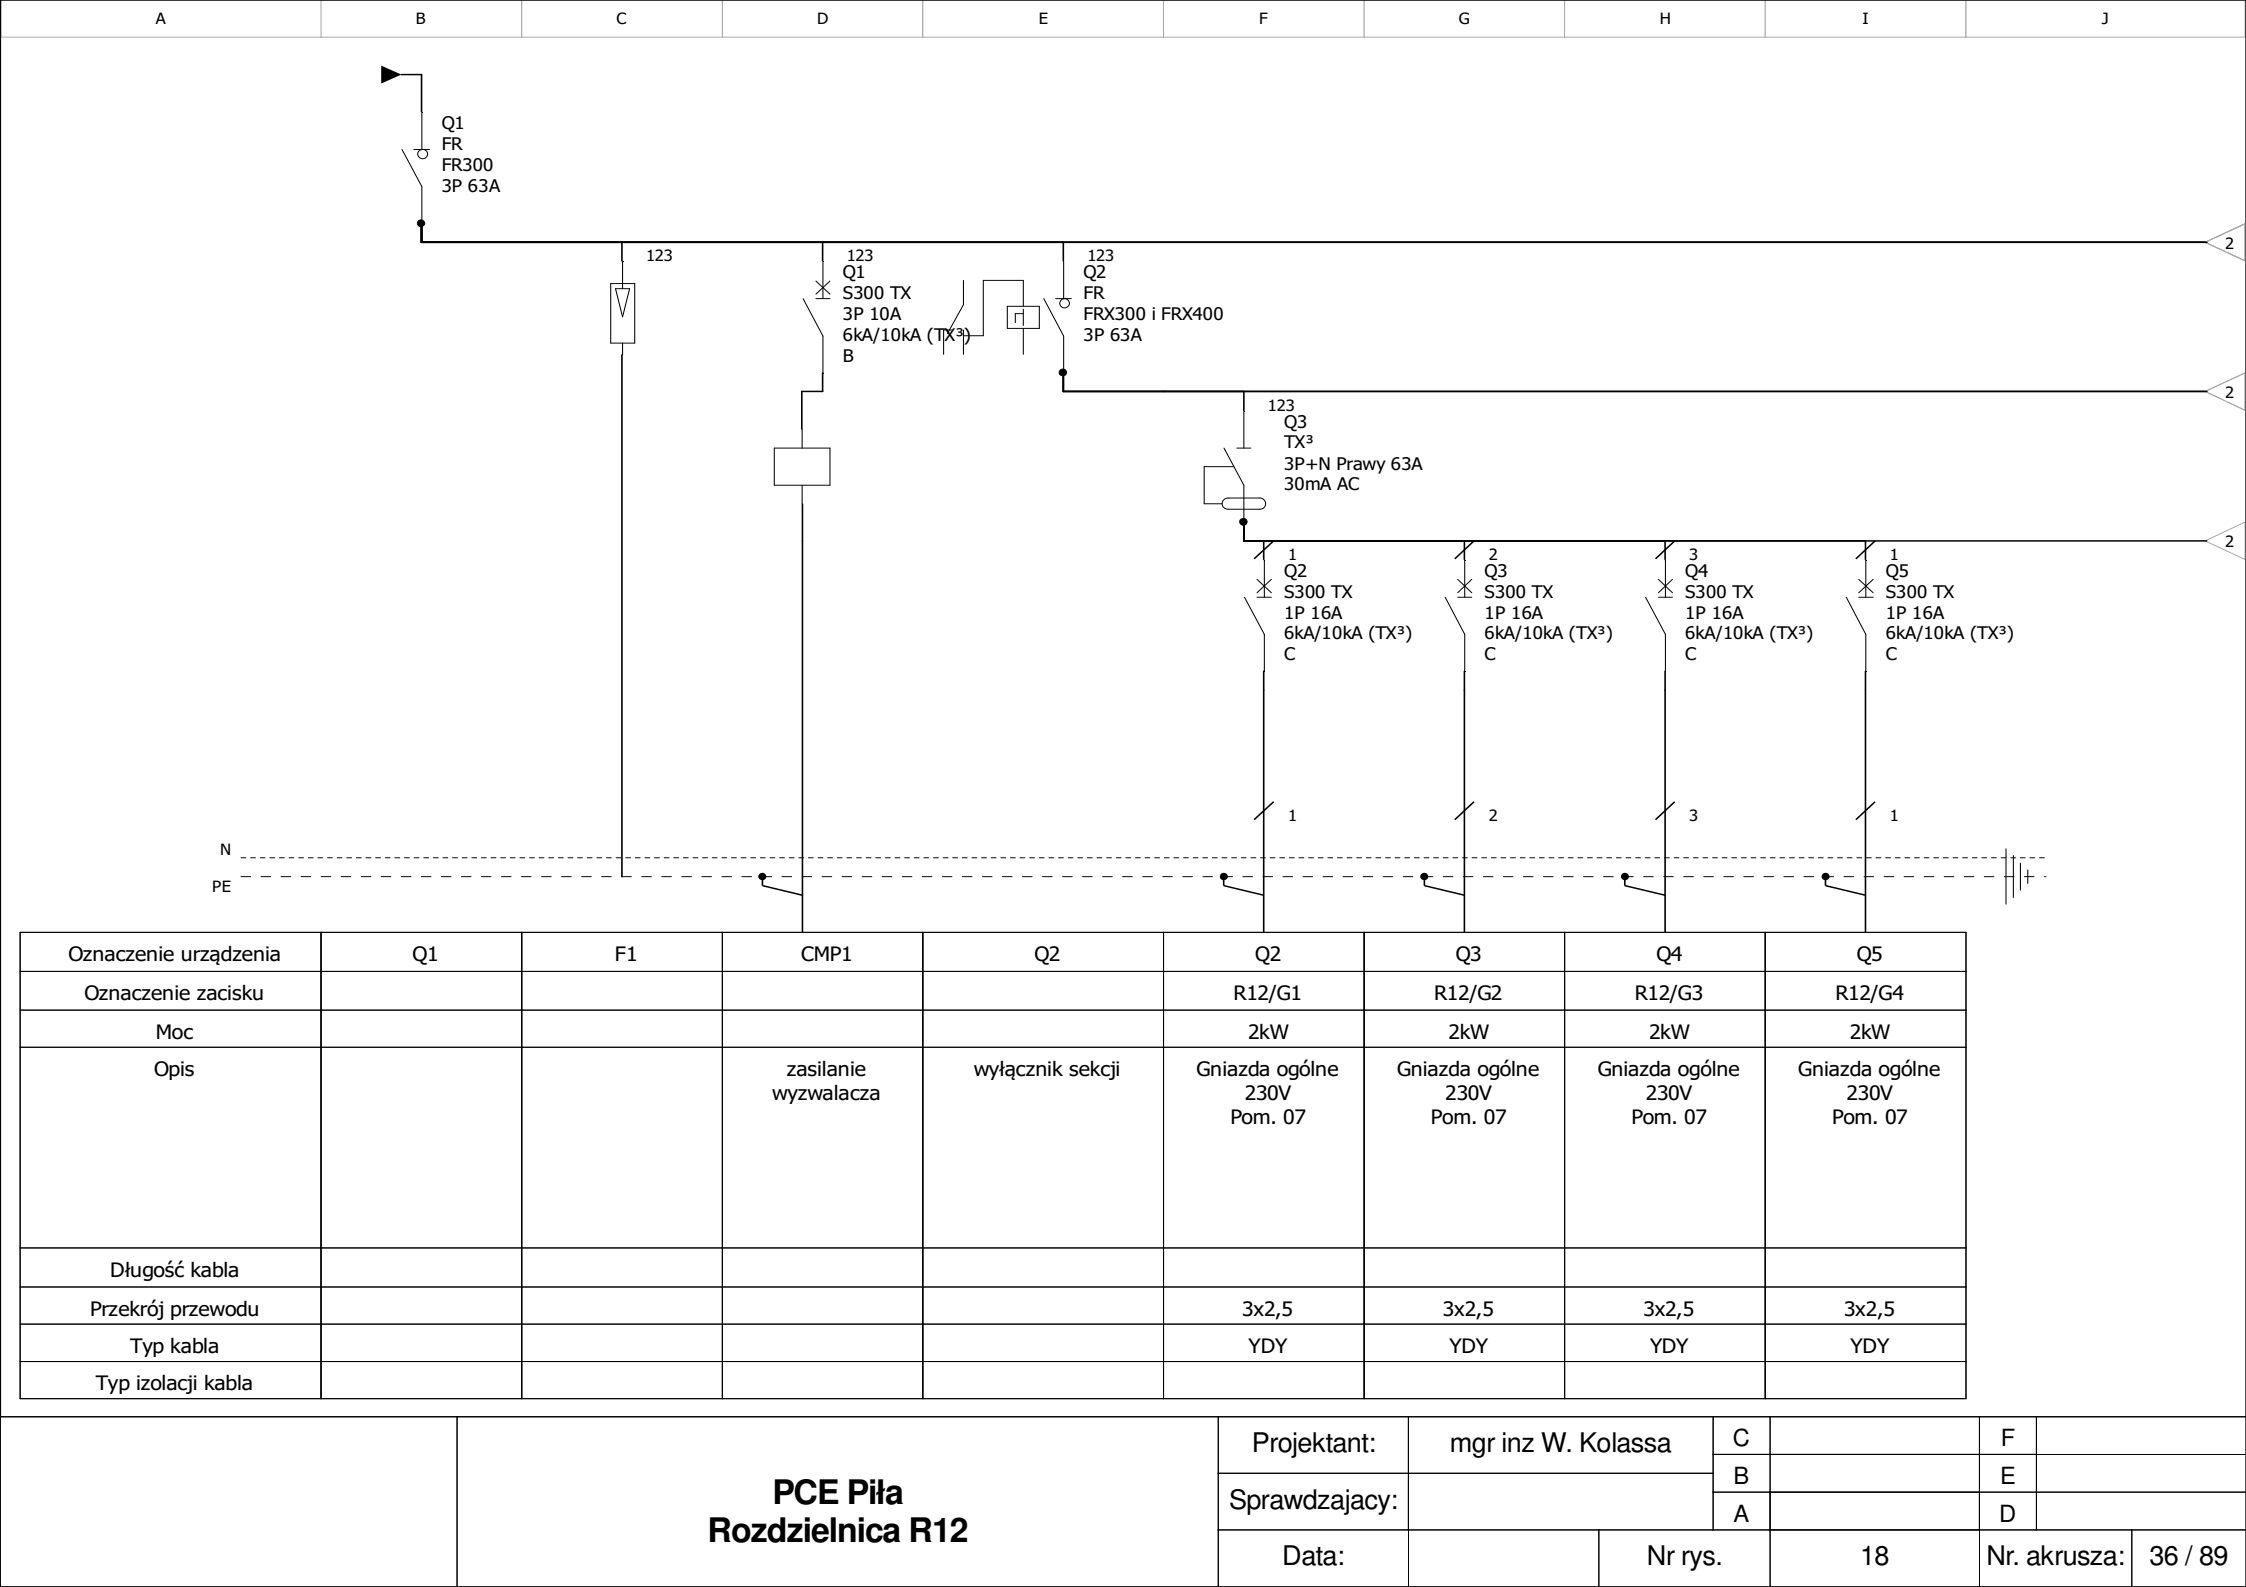 A B C D E F G H I J
Q1
FR
FR300
3P 63A
2
123
123
Q1
S300 TX
3P 10A
6kA/10kA (TX³)
B
123
Q2
FR
FRX300 i FRX400
3P 63A
2
123
Q3
TX³
3P+N Prawy 63A
30mA AC
2
1
Q2
S300 TX
1P 16A
6kA/10kA (TX³)
C
2
Q3
S300 TX
1P 16A
6kA/10kA (TX³)
C
3
Q4
S300 TX
1P 16A
6kA/10kA (TX³)
C
1
Q5
S300 TX
1P 16A
6kA/10kA (TX³)
C
1 2 3 1
N
PE
Oznaczenie urządzenia Q1 F1 CMP1 Q2 Q2 Q3 Q4 Q5
Oznaczenie zacisku R12/G1 R12/G2 R12/G3 R12/G4
Moc 2kW 2kW 2kW 2kW
Opis zasilanie wyłącznik sekcji Gniazda ogólne Gniazda ogólne Gniazda ogólne Gniazda ogólne
wyzwalacza 230V 230V 230V 230V
Pom. 07 Pom. 07 Pom. 07 Pom. 07
Długość kabla
Przekrój przewodu 3x2,5 3x2,5 3x2,5 3x2,5
Typ kabla YDY YDY YDY YDY
Typ izolacji kabla
PCE Piła
Rozdzielnica R12
Projektant: mgr inz W. Kolassa C F
B E
Sprawdzajacy:
A D
Data: Nr rys. 18 Nr. akrusza: 36 / 89